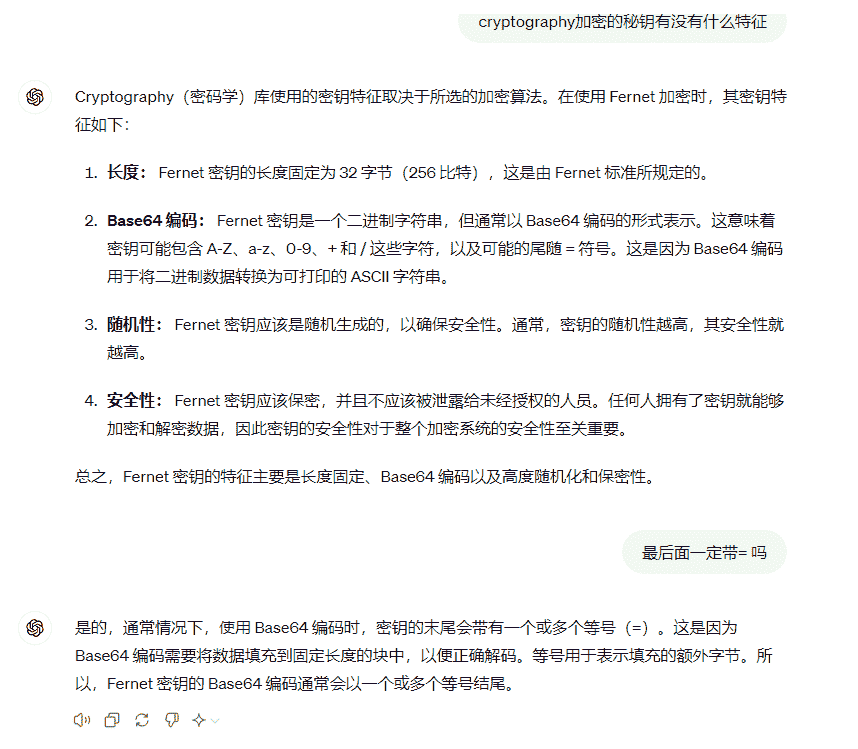 cryptography加密的秘钥有没有什么特征
Cryptography（密码学）库使用的密钥特征取决于所选的加密算法。在使用 Fernet 加密时，其密钥特
征如下：
1. 长度： Fernet 密钥的长度固定为 32 字节（256 比特），这是由 Fernet 标准所规定的。
2. Base64 编码： Fernet 密钥是一个二进制字符串，但通常以 Base64 编码的形式表示。这意味着
密钥可能包含 A-Z、a-z、0-9、+ 和 / 这些字符，以及可能的尾随 = 符号。这是因为 Base64 编码
用于将二进制数据转换为可打印的 ASCII 字符串。
3. 随机性： Fernet 密钥应该是随机生成的，以确保安全性。通常，密钥的随机性越高，其安全性就
越高。
4. 安全性： Fernet 密钥应该保密，并且不应该被泄露给未经授权的人员。任何人拥有了密钥就能够
加密和解密数据，因此密钥的安全性对于整个加密系统的安全性至关重要。
总之，Fernet 密钥的特征主要是长度固定、Base64 编码以及高度随机化和保密性。
最后面一定带= 吗
是的，通常情况下，使用 Base64 编码时，密钥的末尾会带有一个或多个等号（=）。这是因为
Base64 编码需要将数据填充到固定长度的块中，以便正确解码。等号用于表示填充的额外字节。所
以，Fernet 密钥的 Base64 编码通常会以一个或多个等号结尾。